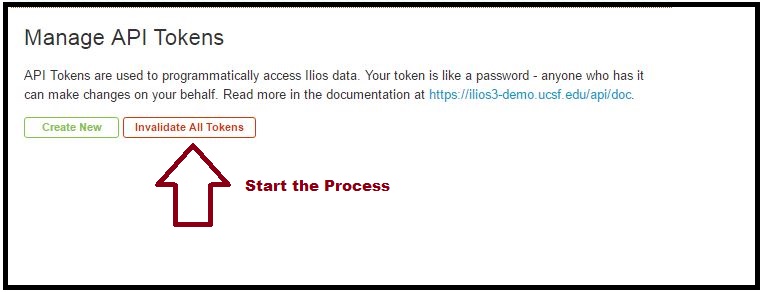 Manage API Tokens
API Tokens are used to programmatically access Ilios data. Your token is like a password - anyone who has it
can make changes on your behalf. Read more in the documentation at https://ilios3-demo.ucsf.edu/api/doc.
Create New Invalidate All Tokens
Start the Process